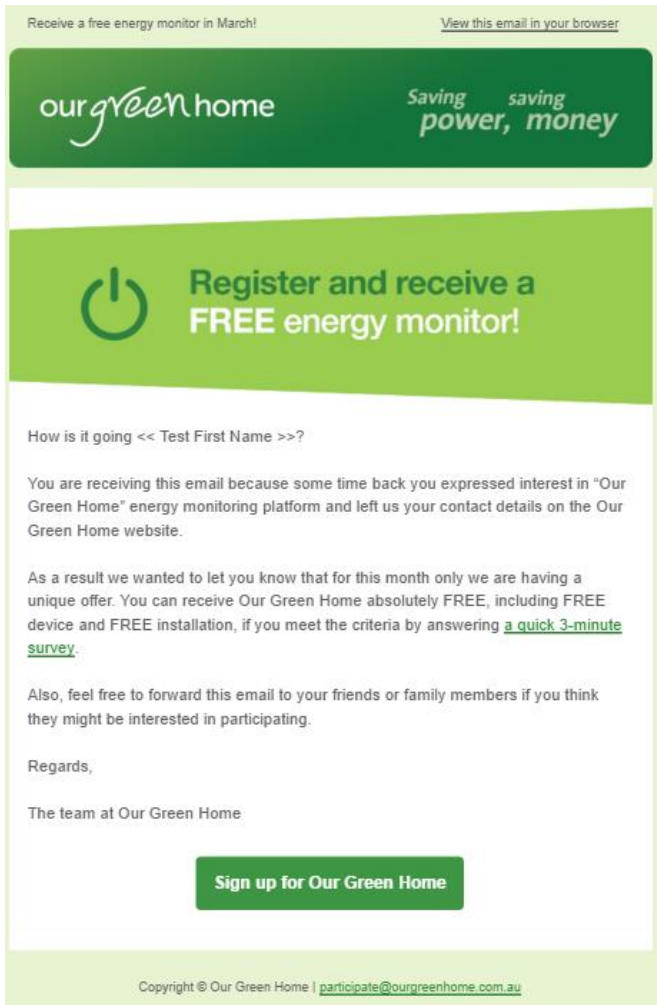 Receive a free energy monitor in March!
View this email in your browser
our green home
Saving power, saving money
Register and receive a
FREE energy monitor!
How is it going << Test First Name >>?
You are receiving this email because some time back you expressed interest in “Our
Green Home” energy monitoring platform and left us your contact details on the Our
Green Home website.
As a result we wanted to let you know that for this month only we are having a
unique offer. You can receive Our Green Home absolutely FREE, including FREE
device and FREE installation, if you meet the criteria by answering a quick 3-minute
survey.
Also, feel free to forward this email to your friends or family members if you think
they might be interested in participating.
Regards,
The team at Our Green Home
Sign up for Our Green Home
Copyright © Our Green Home | participate@ourgreenhome.com.au